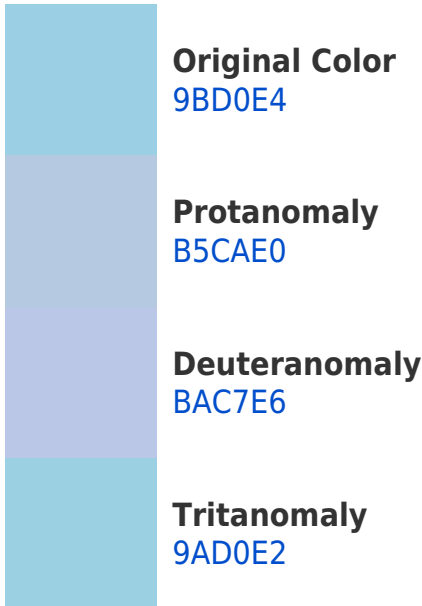 Original Color
9BD0E4
Protanomaly
B5CAE0
Deuteranomaly
BAC7E6
Tritanomaly
9AD0E2